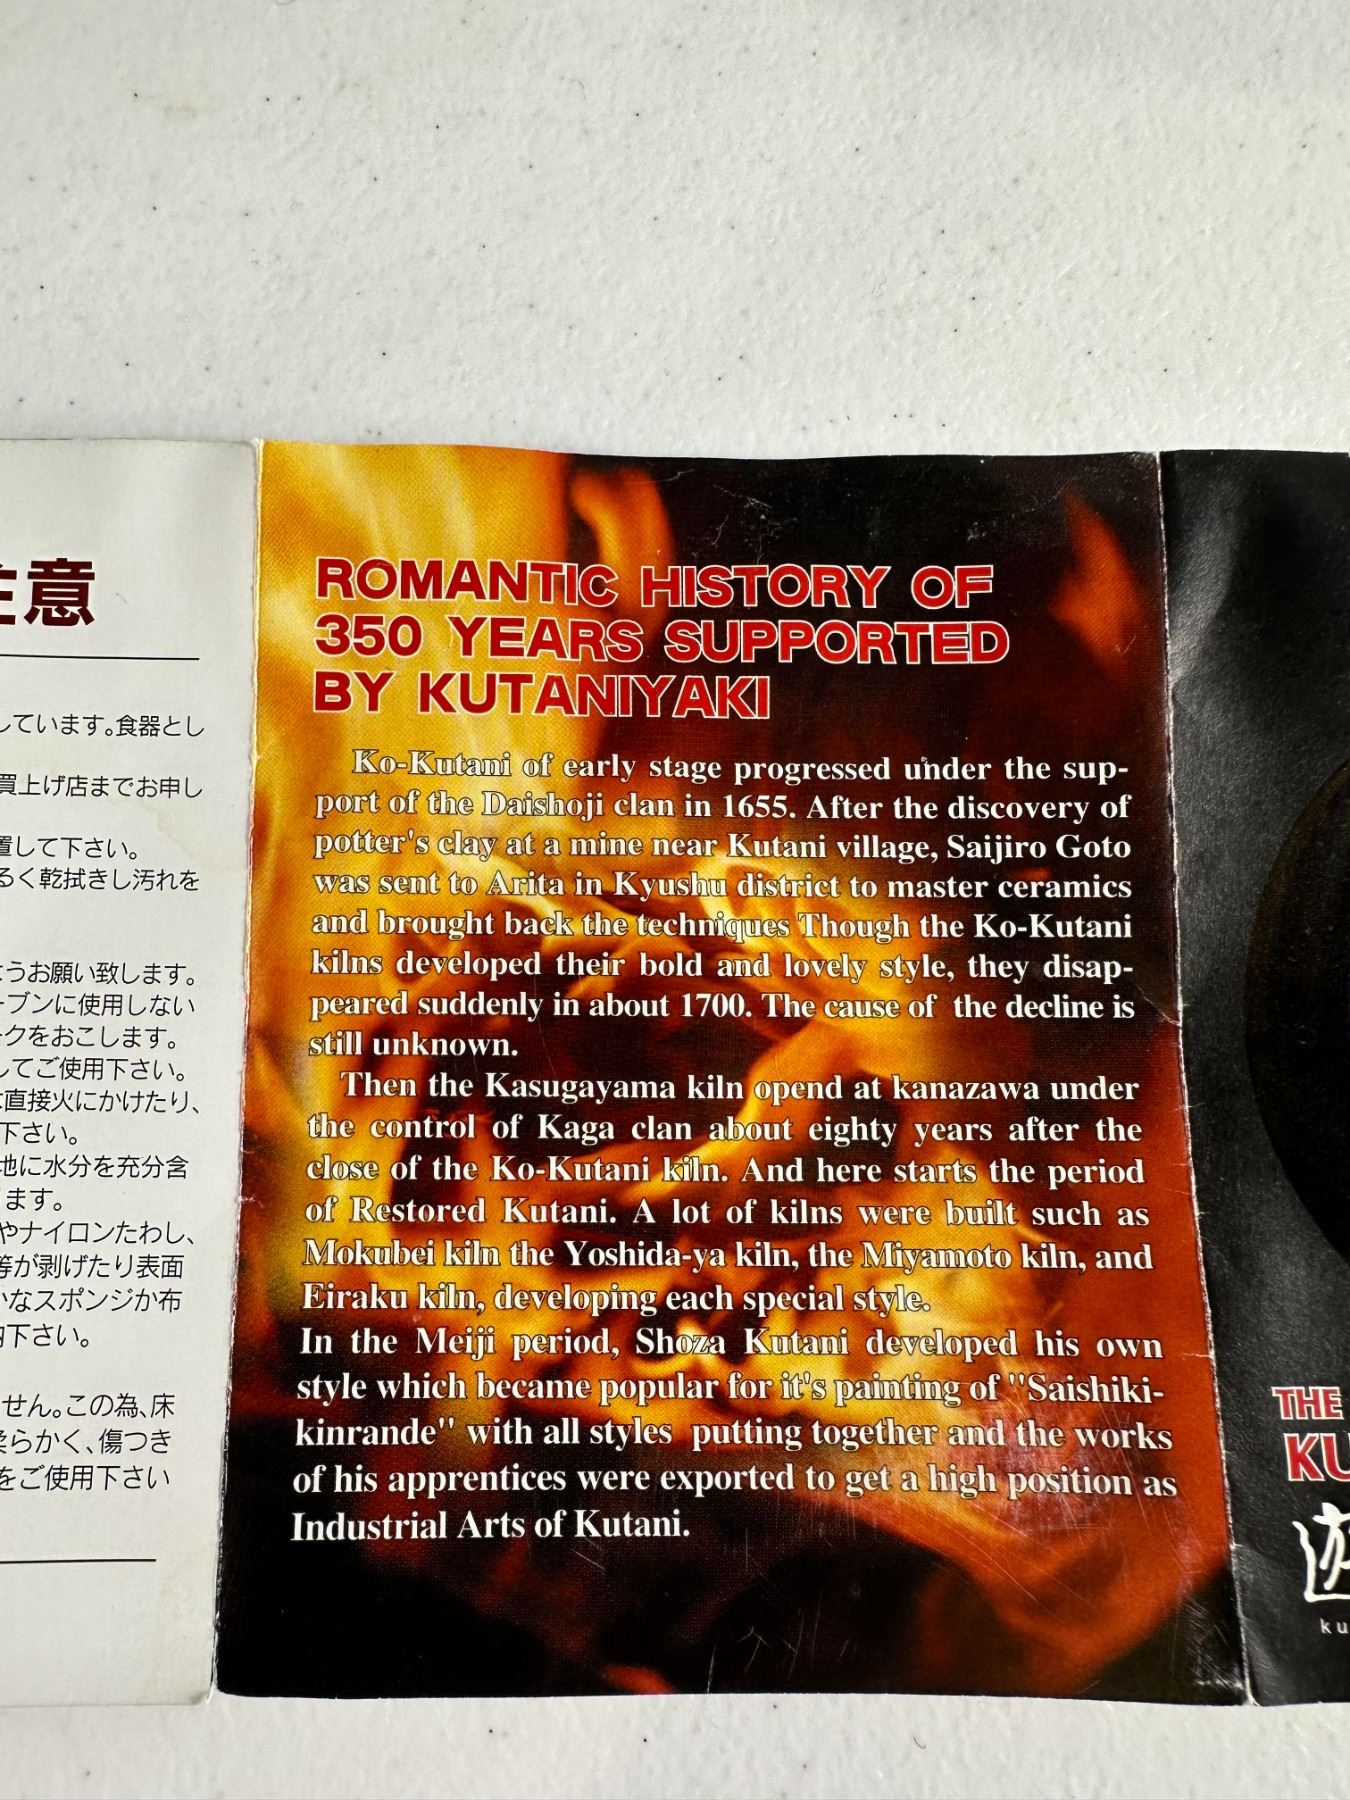 注意
しています。食器とし
買上げ店までお申し
置して下さい。
るく乾拭きし汚れを
ようお願い致します。
ーブンに使用しない
ークをおこします。
してご使用下さい。
直接火にかけたり、
下さい。
地に水分を充分含
ます。
やナイロンたわし、
等が剥げたり表面
かなスポンジか布
内下さい。
せん。この為、床
柔らかく、傷つき
をご使用下さい
ROMANTIC HISTORY OF
350 YEARS SUPPORTED
BY KUTANIYAKI
Ko-Kutani of early stage progressed under the sup-
port of the Daishoji clan in 1655. After the discovery of
potter's clay at a mine near Kutani village, Saijiro Goto
was sent to Arita in Kyushu district to master ceramics
and brought back the techniques Though the Ko-Kutani
kilns developed their bold and lovely style, they disap-
peared suddenly in about 1700. The cause of the decline is
still unknown.
Then the Kasugayama kiln opend at kanazawa under
the control of Kaga clan about eighty years after the
close of the Ko-Kutani kiln. And here starts the period
of Restored Kutani. A lot of kilns were built such as
Mokubei kiln the Yoshida-ya kiln, the Miyamoto kiln, and
Eiraku kiln, developing each special style.
In the Meiji period, Shoza Kutani developed his own
style which became popular for it's painting of "Saishiki-
kinrande" with all styles putting together and the works
of his apprentices were exported to get a high position as
Industrial Arts of Kutani.
THE
KU
遊
ku